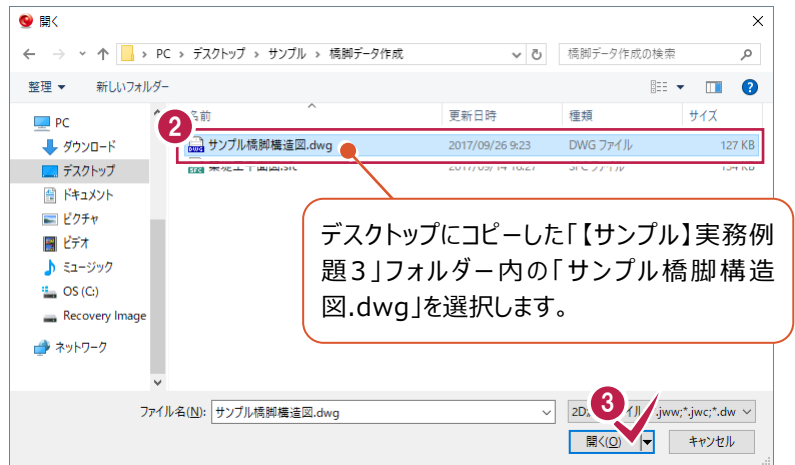 開く
PC › デスクトップ › サンプル › 橋脚データ作成
橋脚データ作成の検索
整理 ▼ 新しいフォルダー
2
名前 更新日時 種類 サイズ
サンプル橋脚構造図.dwg 2017/09/26 9:23 DWG ファイル 127 KB
PC
ダウンロード
デスクトップ
ドキュメント
ピクチャ
ビデオ
ミュージック
OS (C:)
Recovery Image
ネットワーク
デスクトップにコピーした「【サンプル】実務例
題３」フォルダー内の「サンプル橋脚構造
図.dwg」を選択します。
ファイル名(N): サンプル橋脚構造図.dwg
.jww;*.jwc;*.dw
3
開く(O) キャンセル